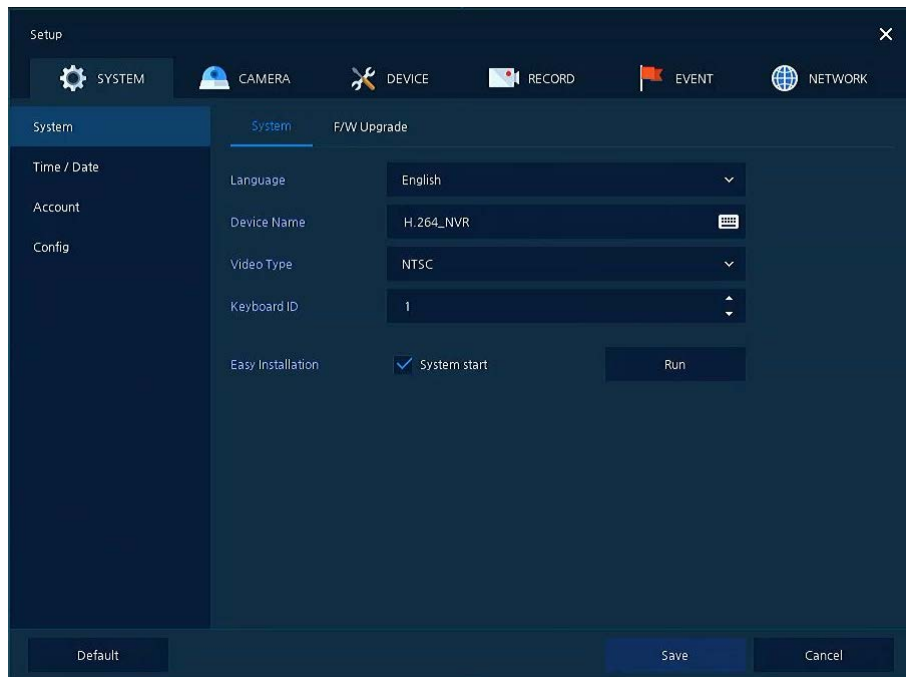 Setup
SYSTEM CAMERA DEVICE RECORD EVENT NETWORK
System
Time / Date
Account
Config
System F/W Upgrade
Language English
Device Name H.264_NVR
Video Type NTSC
Keyboard ID 1
Easy Installation System start Run
Default Save Cancel